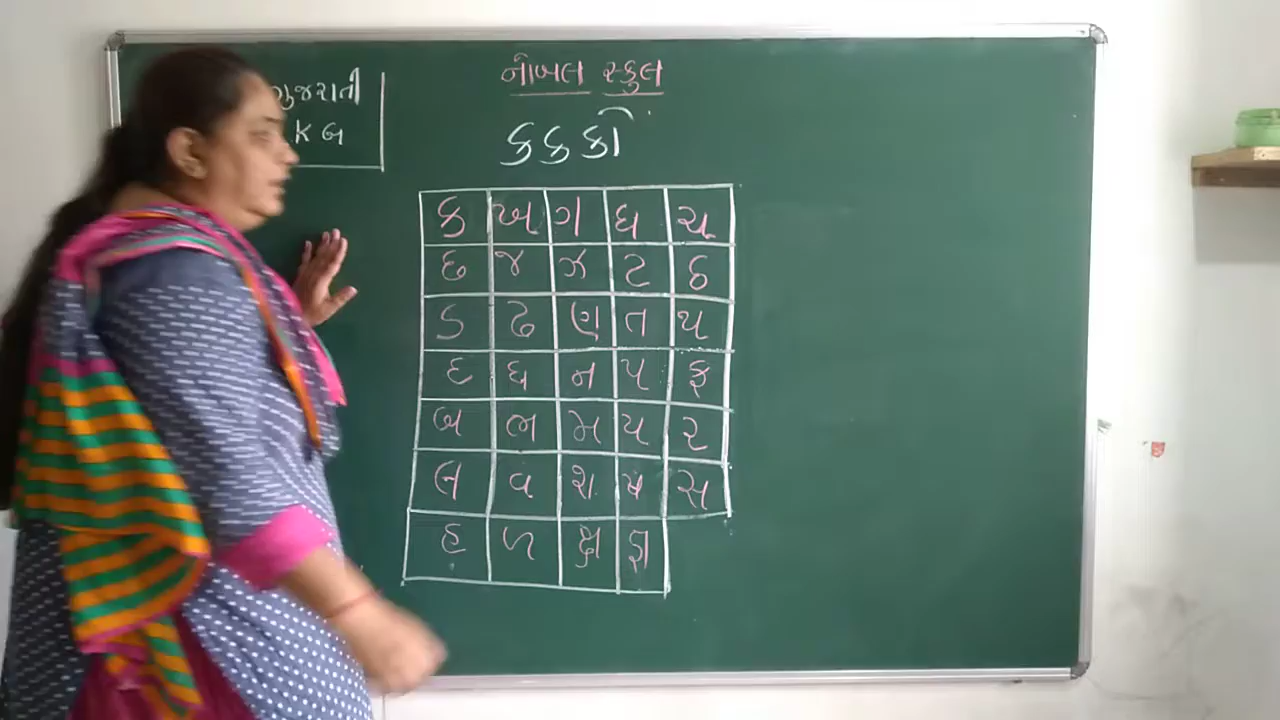 નોબલ સ્કુલ
ગુજરાતી
K G
કક્કો
ક ખ ગ ઘ ચ
છ જ ઝ ટ ઠ
ડ ઢ ણ ત થ
દ ધ ન પ ફ
બ ભ મ ય ર
લ વ શ ષ સ
હ ળ ક્ષ જ્ઞ